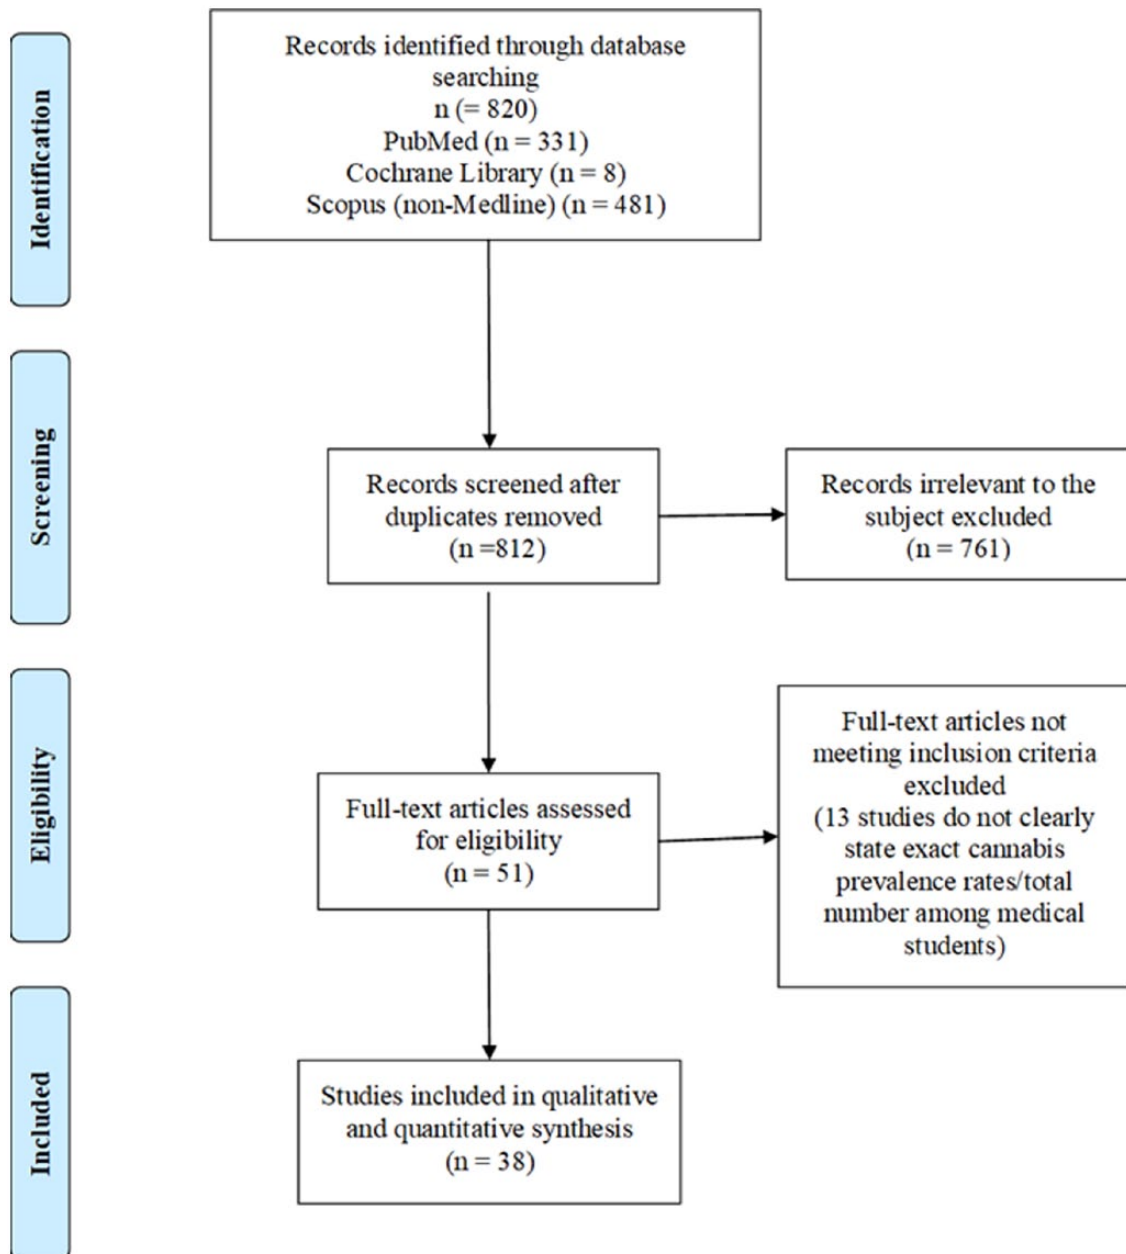 Identification
Records identified through database
searching
n (= 820)
PubMed (n = 331)
Cochrane Library (n = 8)
Scopus (non-Medline) (n = 481)
Screening
Records screened after
duplicates removed
(n =812)
Records irrelevant to the
subject excluded
(n = 761)
Eligibility
Full-text articles assessed
for eligibility
(n = 51)
Full-text articles not
meeting inclusion criteria
excluded
(13 studies do not clearly
state exact cannabis
prevalence rates/total
number among medical
students)
Included
Studies included in qualitative
and quantitative synthesis
(n = 38)